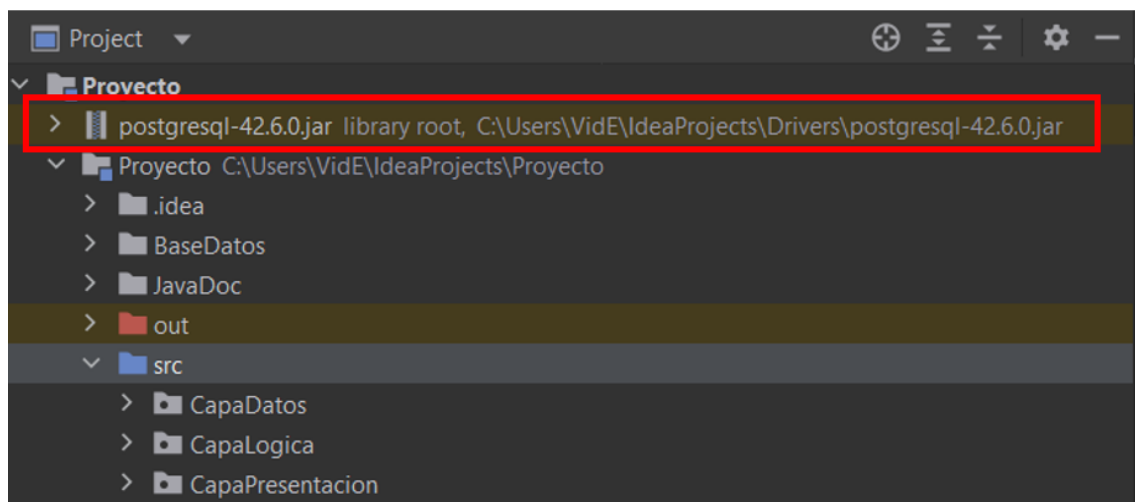 Project
Proyecto
postgresql-42.6.0.jar library root, C:\Users\VidE\IdeaProjects\Drivers\postgresql-42.6.0.jar
Proyecto C:\Users\VidE\IdeaProjects\Proyecto
.idea
BaseDatos
JavaDoc
out
src
CapaDatos
CapaLogica
CapaPresentacion